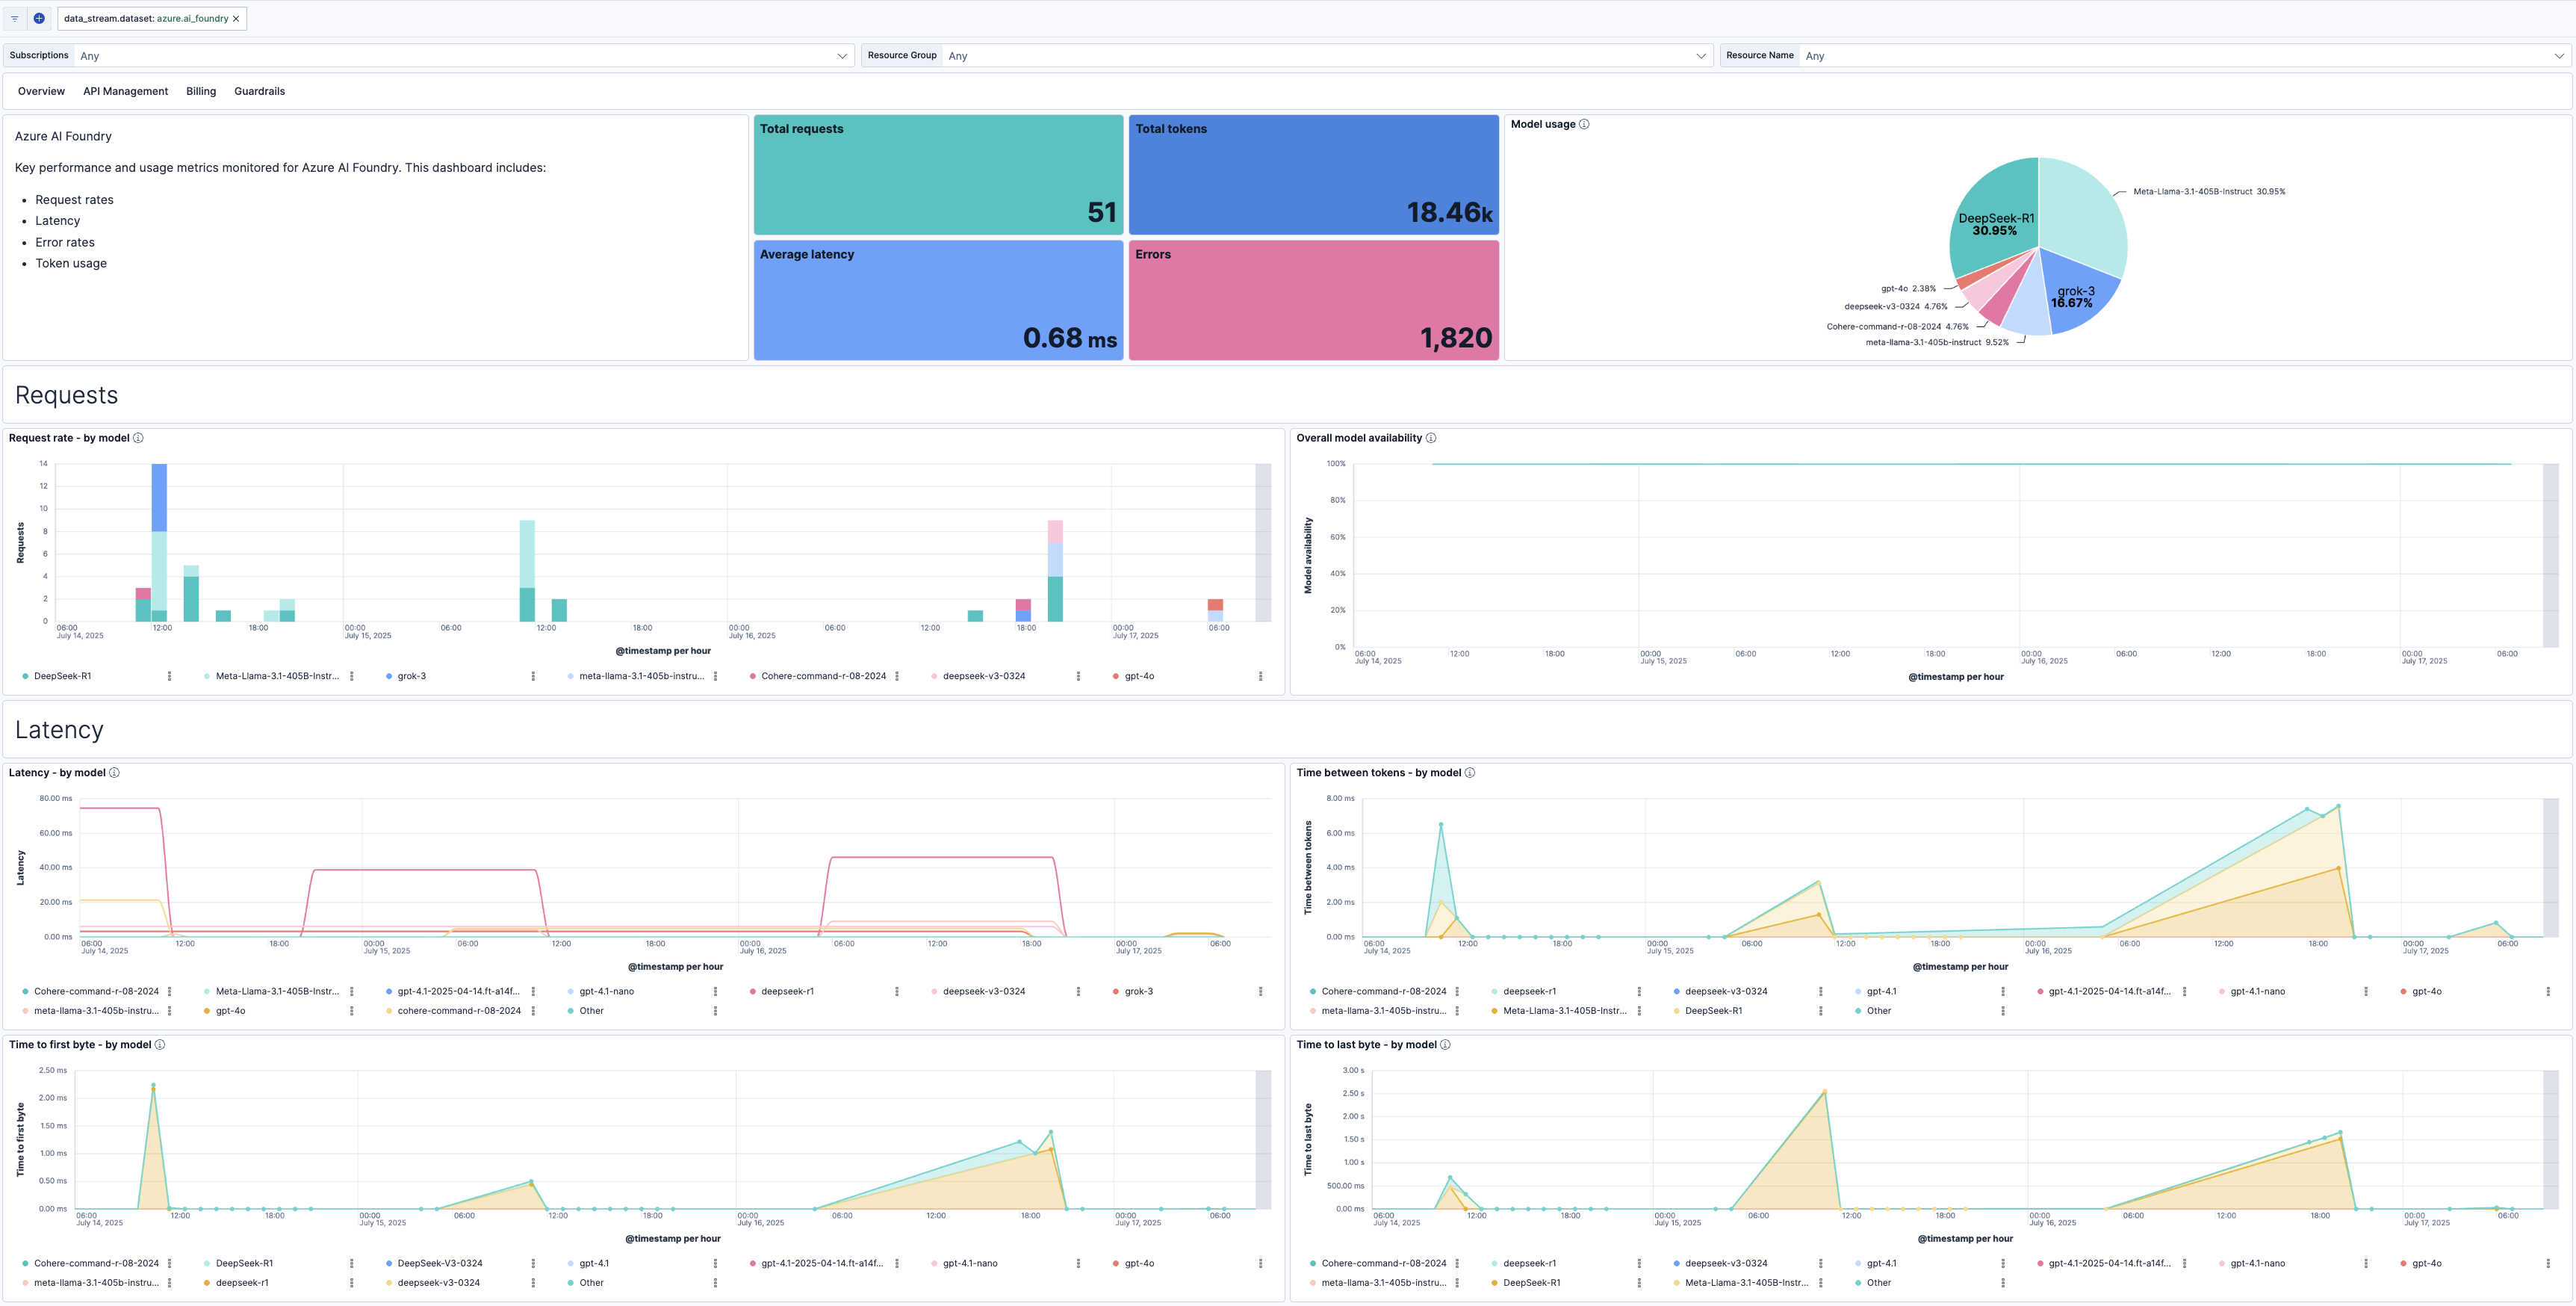 data_stream.dataset: azure.ai_foundry ×
Subscriptions Any
Resource Group Any
Resource Name Any
Overview API Management Billing Guardrails
Azure AI Foundry
Key performance and usage metrics monitored for Azure AI Foundry. This dashboard includes:
• Request rates
• Latency
• Error rates
• Token usage
Total requests
51
Total tokens
18.46k
Average latency
0.68 ms
Errors
1,820
Model usage
Meta-Llama-3.1-405B-Instruct 30.95%
DeepSeek-R1
30.95%
gpt-4o 2.38%
grok-3
16.67%
deepseek-v3-0324 4.76%
Cohere-command-r-08-2024 4.76%
meta-llama-3.1-405b-instruct 9.52%
Requests
Request rate - by model
Requests
14
12
10
8
6
4
2
0
06:00 12:00 18:00 00:00 06:00 12:00 18:00 00:00 06:00 12:00 18:00 00:00 06:00
July 14, 2025 July 15, 2025 July 16, 2025 July 17, 2025
@timestamp per hour
DeepSeek-R1 Meta-Llama-3.1-405B-Instr... grok-3 meta-llama-3.1-405b-instru... Cohere-command-r-08-2024 deepseek-v3-0324 gpt-4o
Overall model availability
Model availability
100%
80%
60%
40%
20%
0%
06:00 12:00 18:00 00:00 06:00 12:00 18:00 00:00 06:00 12:00 18:00 00:00 06:00
July 14, 2025 July 15, 2025 July 16, 2025 July 17, 2025
@timestamp per hour
Latency
Latency - by model
Latency
80.00 ms
60.00 ms
40.00 ms
20.00 ms
0.00 ms
06:00 12:00 18:00 00:00 06:00 12:00 18:00 00:00 06:00 12:00 18:00 00:00 06:00
July 14, 2025 July 15, 2025 July 16, 2025 July 17, 2025
@timestamp per hour
Cohere-command-r-08-2024 Meta-Llama-3.1-405B-Instr... gpt-4.1-2025-04-14.ft-a14f... gpt-4.1-nano deepseek-r1 deepseek-v3-0324 grok-3
meta-llama-3.1-405b-instru... gpt-4o cohere-command-r-08-2024 Other
Time between tokens - by model
Time between tokens
8.00 ms
6.00 ms
4.00 ms
2.00 ms
0.00 ms
06:00 12:00 18:00 00:00 06:00 12:00 18:00 00:00 06:00 12:00 18:00 00:00 06:00
July 14, 2025 July 15, 2025 July 16, 2025 July 17, 2025
@timestamp per hour
Cohere-command-r-08-2024 deepseek-r1 deepseek-v3-0324 gpt-4.1 gpt-4.1-2025-04-14.ft-a14f... gpt-4.1-nano gpt-4o
meta-llama-3.1-405b-instru... Meta-Llama-3.1-405B-Instr... DeepSeek-R1 Other
Time to first byte - by model
Time to first byte
2.50 ms
2.00 ms
1.50 ms
1.00 ms
0.50 ms
0.00 ms
06:00 12:00 18:00 00:00 06:00 12:00 18:00 00:00 06:00 12:00 18:00 00:00 06:00
July 14, 2025 July 15, 2025 July 16, 2025 July 17, 2025
@timestamp per hour
Cohere-command-r-08-2024 DeepSeek-R1 DeepSeek-V3-0324 gpt-4.1 gpt-4.1-2025-04-14.ft-a14f... gpt-4.1-nano gpt-4o
meta-llama-3.1-405b-instru... deepseek-r1 deepseek-v3-0324 Other
Time to last byte - by model
Time to last byte
3.00 s
2.50 s
2.00 s
1.50 s
1.00 s
500.00 ms
0.00 ms
06:00 12:00 18:00 00:00 06:00 12:00 18:00 00:00 06:00 12:00 18:00 00:00 06:00
July 14, 2025 July 15, 2025 July 16, 2025 July 17, 2025
@timestamp per hour
Cohere-command-r-08-2024 deepseek-r1 deepseek-v3-0324 gpt-4.1 gpt-4.1-2025-04-14.ft-a14f... gpt-4.1-nano gpt-4o
meta-llama-3.1-405b-instru... DeepSeek-R1 Meta-Llama-3.1-405B-Instr... Other